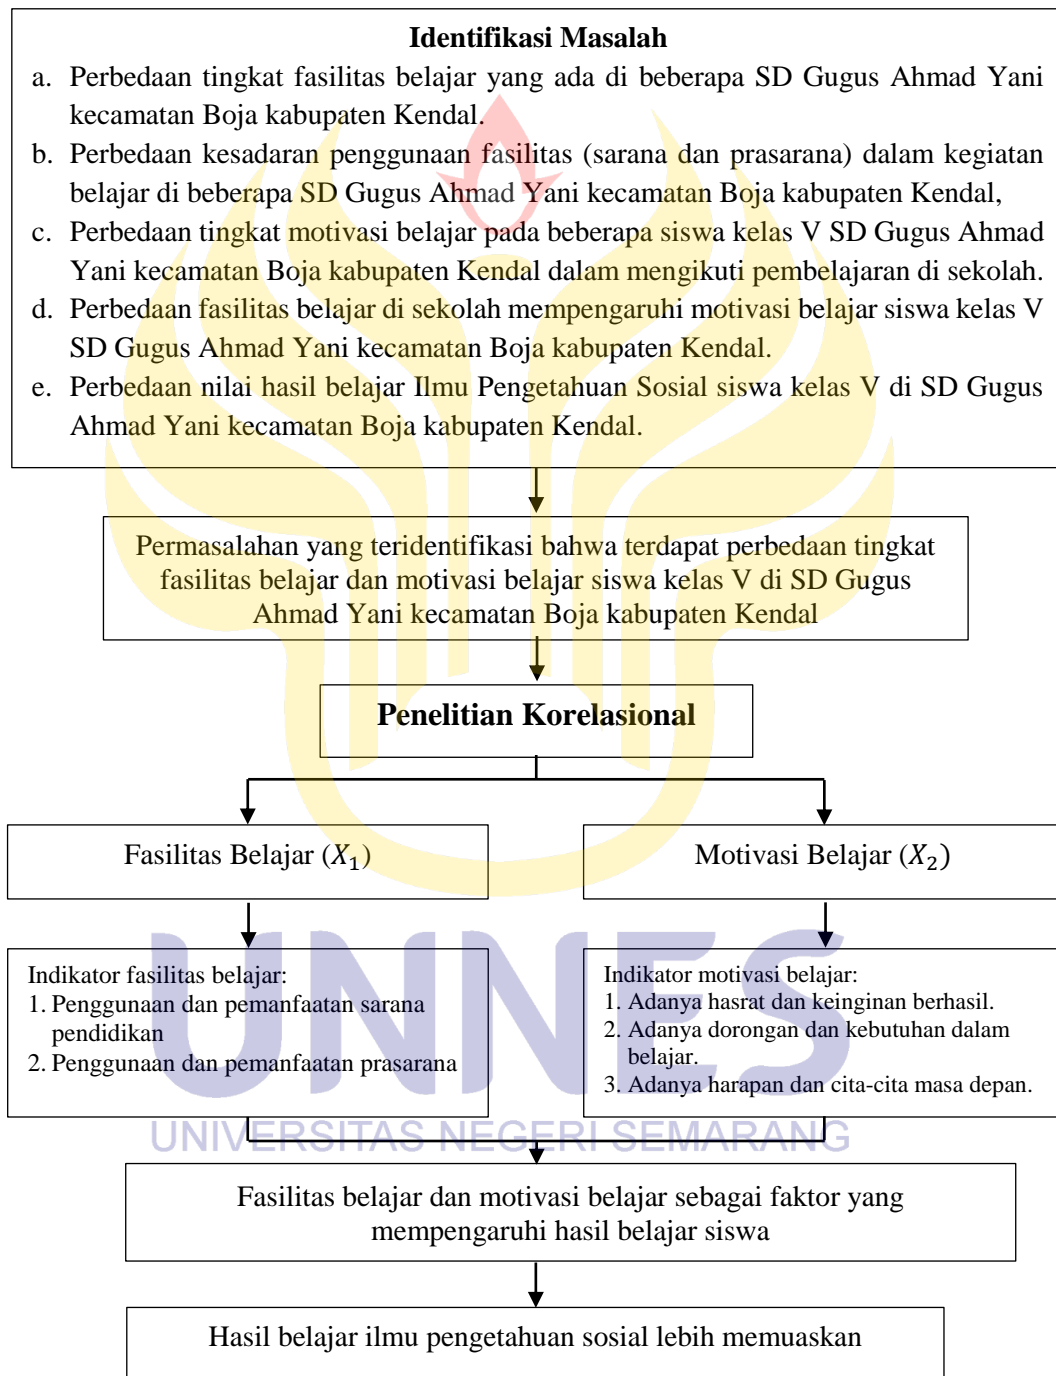 Identifikasi Masalah
a. Perbedaan tingkat fasilitas belajar yang ada di beberapa SD Gugus Ahmad Yani
kecamatan Boja kabupaten Kendal.
b. Perbedaan kesadaran penggunaan fasilitas (sarana dan prasarana) dalam kegiatan
belajar di beberapa SD Gugus Ahmad Yani kecamatan Boja kabupaten Kendal,
c. Perbedaan tingkat motivasi belajar pada beberapa siswa kelas V SD Gugus Ahmad
Yani kecamatan Boja kabupaten Kendal dalam mengikuti pembelajaran di sekolah.
d. Perbedaan fasilitas belajar di sekolah mempengaruhi motivasi belajar siswa kelas V
SD Gugus Ahmad Yani kecamatan Boja kabupaten Kendal.
e. Perbedaan nilai hasil belajar Ilmu Pengetahuan Sosial siswa kelas V di SD Gugus
Ahmad Yani kecamatan Boja kabupaten Kendal.
Permasalahan yang teridentifikasi bahwa terdapat perbedaan tingkat
fasilitas belajar dan motivasi belajar siswa kelas V di SD Gugus
Ahmad Yani kecamatan Boja kabupaten Kendal
Penelitian Korelasional
Fasilitas Belajar (X₁)
Motivasi Belajar (X₂)
Indikator fasilitas belajar:
1. Penggunaan dan pemanfaatan sarana
pendidikan
2. Penggunaan dan pemanfaatan prasarana
Indikator motivasi belajar:
1. Adanya hasrat dan keinginan berhasil.
2. Adanya dorongan dan kebutuhan dalam
belajar.
3. Adanya harapan dan cita-cita masa depan.
UNNES
UNIVERSITAS NEGERI SEMARANG
Fasilitas belajar dan motivasi belajar sebagai faktor yang
mempengaruhi hasil belajar siswa
Hasil belajar ilmu pengetahuan sosial lebih memuaskan